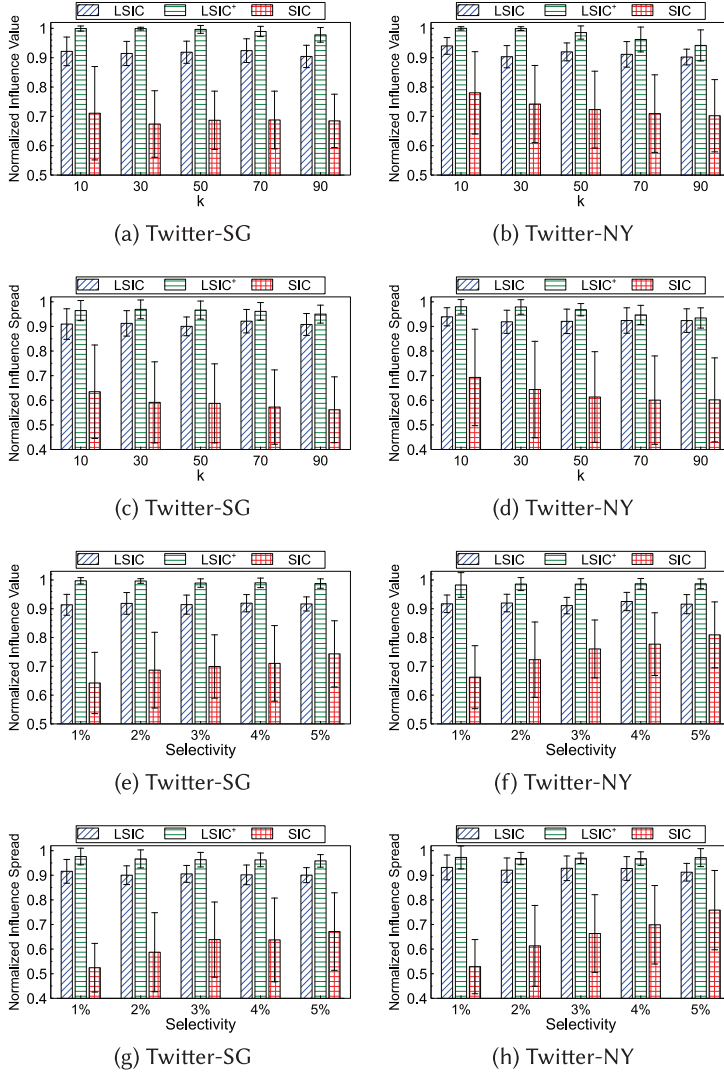 LSIC LSIC+ SIC
Normalized Influence Value
1
0.9
0.8
0.7
0.6
0.5
10 30 50 70 90
k
(a) Twitter-SG
LSIC LSIC+ SIC
Normalized Influence Value
1
0.9
0.8
0.7
0.6
0.5
10 30 50 70 90
k
(b) Twitter-NY
LSIC LSIC+ SIC
Normalized Influence Spread
1
0.9
0.8
0.7
0.6
0.5
0.4
10 30 50 70 90
k
(c) Twitter-SG
LSIC LSIC+ SIC
Normalized Influence Spread
1
0.9
0.8
0.7
0.6
0.5
0.4
10 30 50 70 90
k
(d) Twitter-NY
LSIC LSIC+ SIC
Normalized Influence Value
1
0.9
0.8
0.7
0.6
0.5
1% 2% 3% 4% 5%
Selectivity
(e) Twitter-SG
LSIC LSIC+ SIC
Normalized Influence Value
1
0.9
0.8
0.7
0.6
0.5
1% 2% 3% 4% 5%
Selectivity
(f) Twitter-NY
LSIC LSIC+ SIC
Normalized Influence Spread
1
0.9
0.8
0.7
0.6
0.5
0.4
1% 2% 3% 4% 5%
Selectivity
(g) Twitter-SG
LSIC LSIC+ SIC
Normalized Influence Spread
1
0.9
0.8
0.7
0.6
0.5
0.4
1% 2% 3% 4% 5%
Selectivity
(h) Twitter-NY